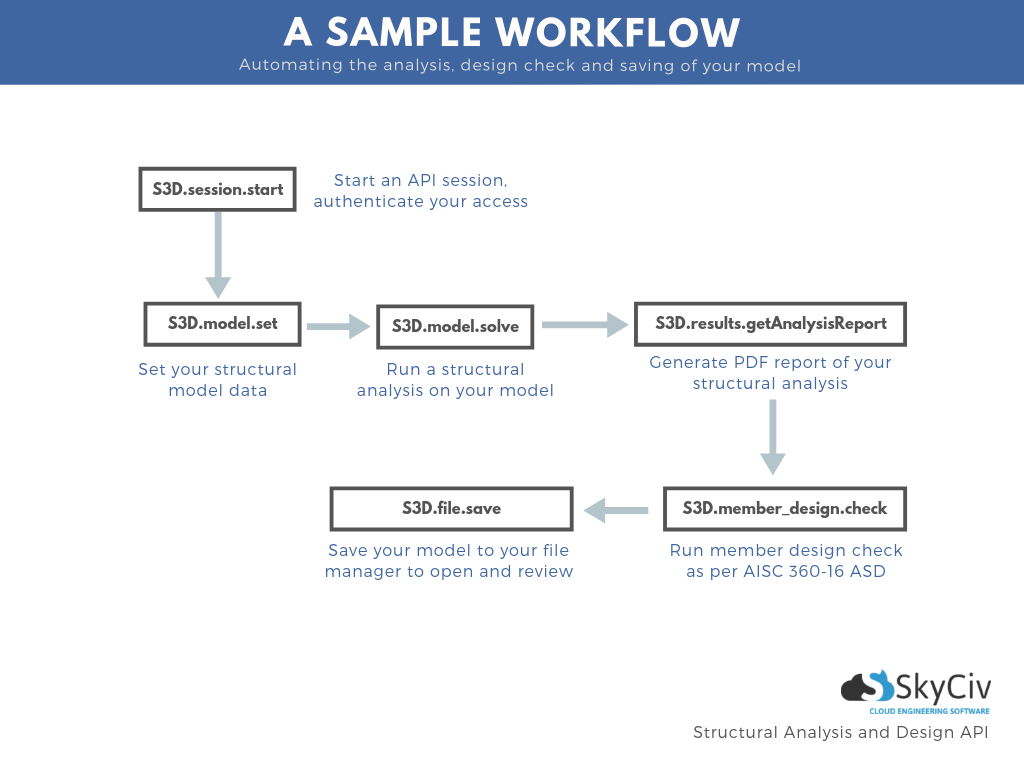 A SAMPLE WORKFLOW
Automating the analysis, design check and saving of your model
S3D.session.start
Start an API session,
authenticate your access
S3D.model.set
Set your structural
model data
S3D.model.solve
Run a structural
analysis on your model
S3D.results.getAnalysisReport
Generate PDF report of your
structural analysis
S3D.member_design.check
Run member design check
as per AISC 360-16 ASD
S3D.file.save
Save your model to your file
manager to open and review
SkyCiv
CLOUD ENGINEERING SOFTWARE
Structural Analysis and Design API